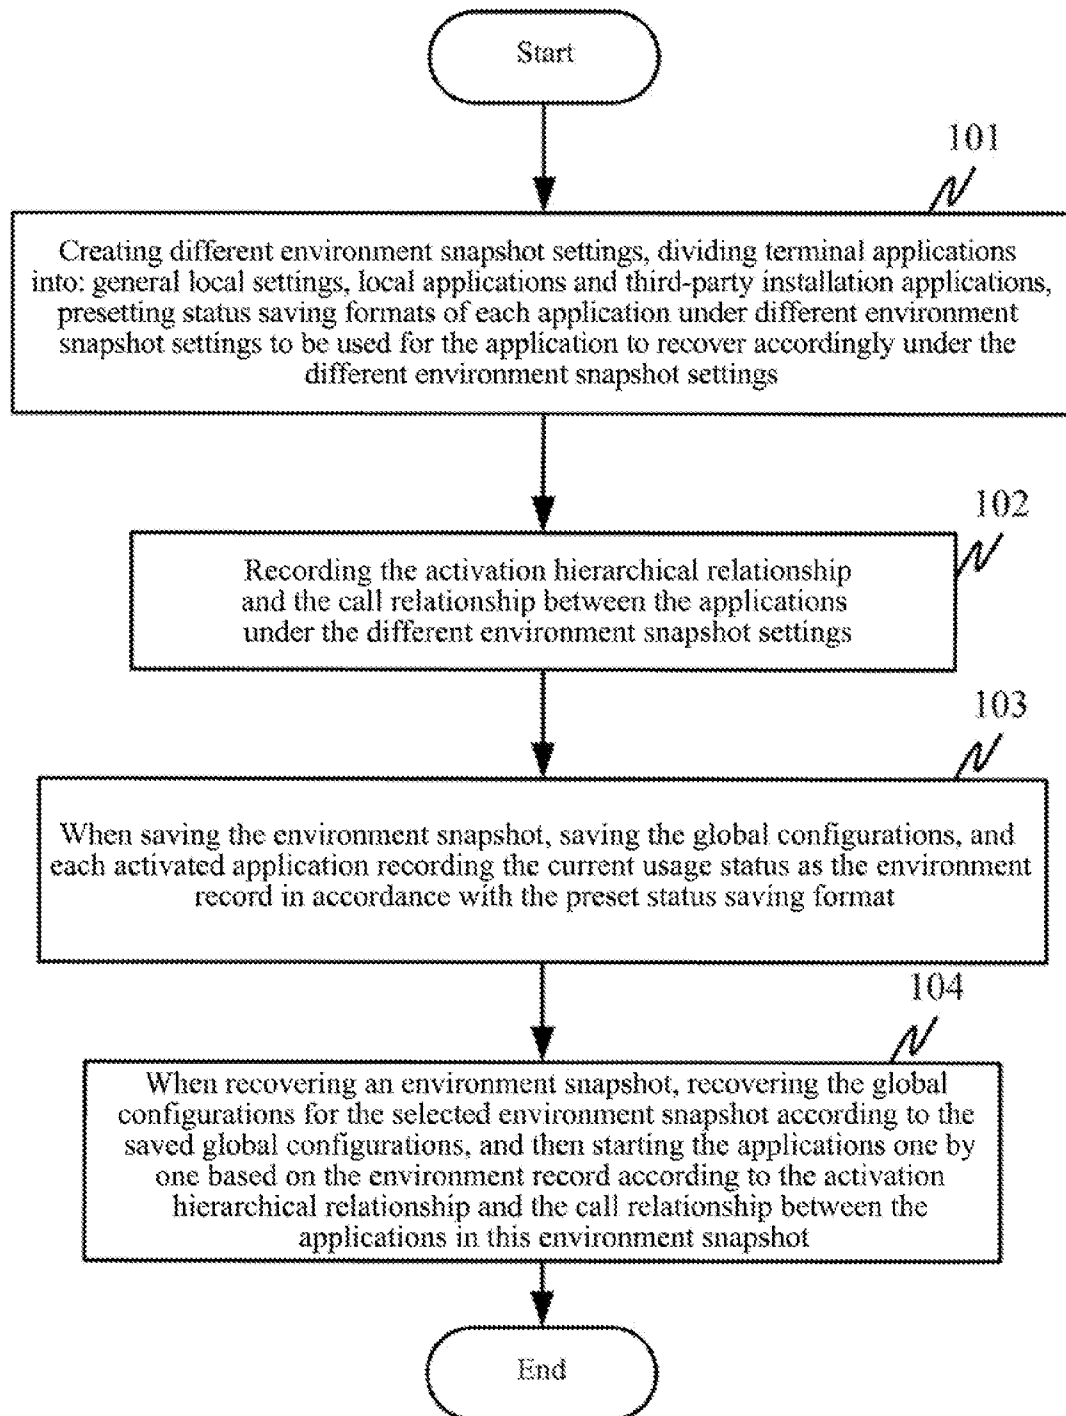 Start
101
Creating different environment snapshot settings, dividing terminal applications
into: general local settings, local applications and third-party installation applications,
presetting status saving formats of each application under different environment
snapshot settings to be used for the application to recover accordingly under the
different environment snapshot settings
102
Recording the activation hierarchical relationship
and the call relationship between the applications
under the different environment snapshot settings
103
When saving the environment snapshot, saving the global configurations, and
each activated application recording the current usage status as the environment
record in accordance with the preset status saving format
104
When recovering an environment snapshot, recovering the global
configurations for the selected environment snapshot according to the
saved global configurations, and then starting the applications one by
one based on the environment record according to the activation
hierarchical relationship and the call relationship between the
applications in this environment snapshot
End